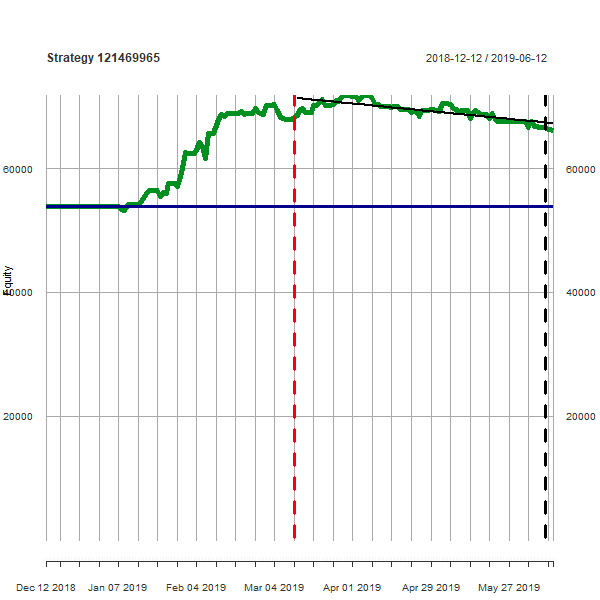 Strategy 121469965 2018-12-12 / 2019-06-12
60000 60000
Equity
40000 40000
20000 20000
Dec 12 2018 Jan 07 2019 Feb 04 2019 Mar 04 2019 Apr 01 2019 Apr 29 2019 May 27 2019